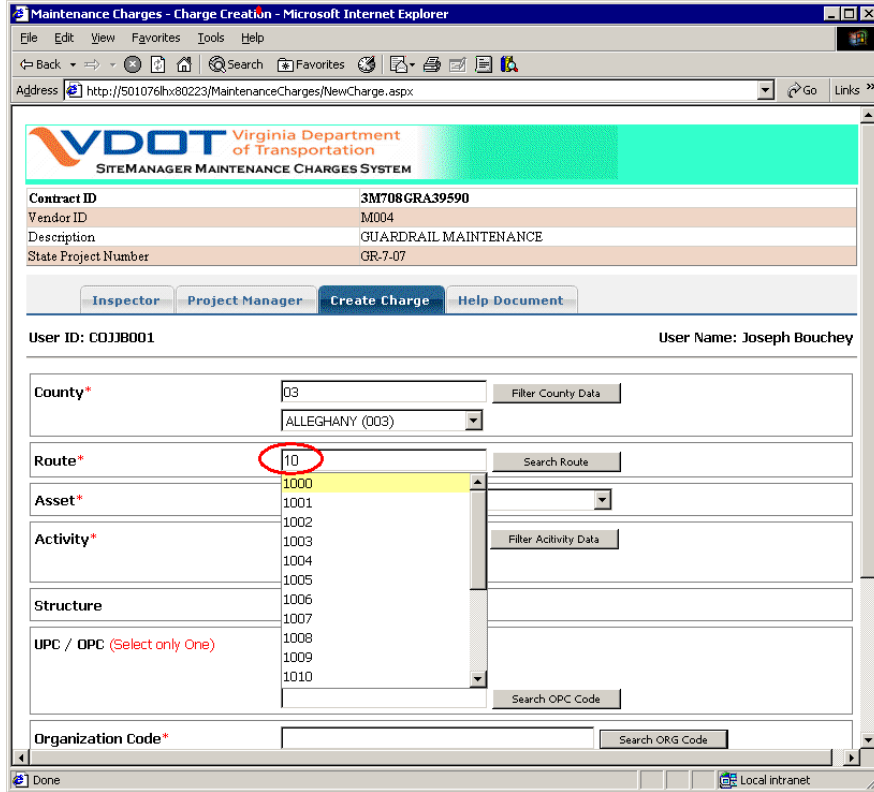 Maintenance Charges - Charge Creation - Microsoft Internet Explorer
File Edit View Favorites Tools Help
Back Search Favorites
Address http://501076lhx80223/MaintenanceCharges/NewCharge.aspx Go Links »
VDOT Virginia Department of Transportation
SITEMANAGER MAINTENANCE CHARGES SYSTEM
Contract ID 3M708GRA39590
Vendor ID M004
Description GUARDRAIL MAINTENANCE
State Project Number GR-7-07
Inspector Project Manager Create Charge Help Document
User ID: COJJB001 User Name: Joseph Bouchey
County* 03 Filter County Data
ALLEGHANY (003)
Route* 10 Search Route
1000
Asset* 1001
1002
Activity* 1003 Filter Acitivity Data
1004
1005
Structure 1006
1007
UPC / OPC (Select only One) 1008
1009
1010
Search OPC Code
Organization Code* Search ORG Code
Done Local intranet